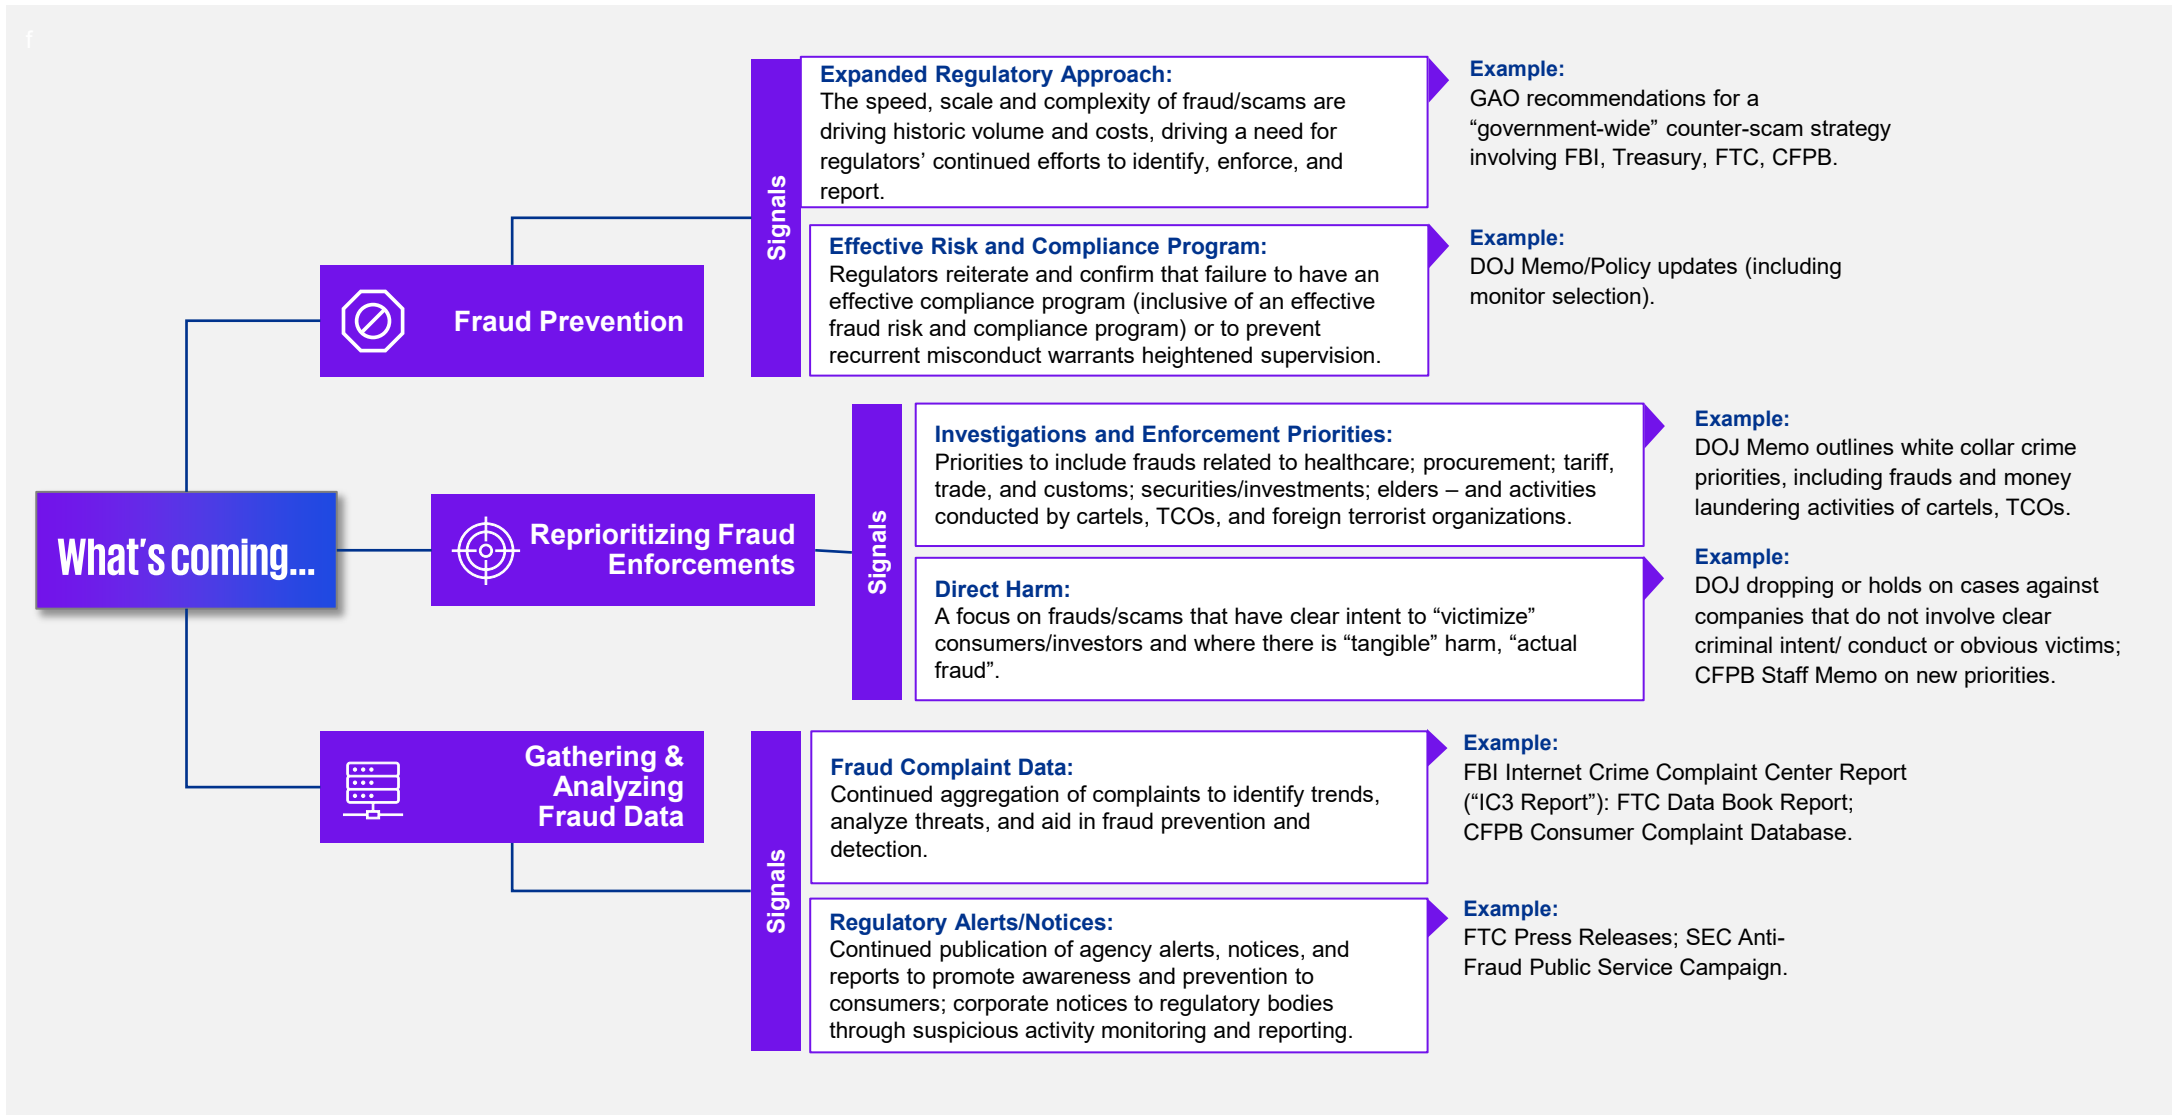 f
What's coming...
Fraud Prevention
Signals
Expanded Regulatory Approach:
The speed, scale and complexity of fraud/scams are
driving historic volume and costs, driving a need for
regulators’ continued efforts to identify, enforce, and
report.
Example:
GAO recommendations for a
“government-wide” counter-scam strategy
involving FBI, Treasury, FTC, CFPB.
Effective Risk and Compliance Program:
Regulators reiterate and confirm that failure to have an
effective compliance program (inclusive of an effective
fraud risk and compliance program) or to prevent
recurrent misconduct warrants heightened supervision.
Example:
DOJ Memo/Policy updates (including
monitor selection).
Reprioritizing Fraud
Enforcements
Signals
Investigations and Enforcement Priorities:
Priorities to include frauds related to healthcare; procurement; tariff,
trade, and customs; securities/investments; elders – and activities
conducted by cartels, TCOs, and foreign terrorist organizations.
Example:
DOJ Memo outlines white collar crime
priorities, including frauds and money
laundering activities of cartels, TCOs.
Direct Harm:
A focus on frauds/scams that have clear intent to “victimize”
consumers/investors and where there is “tangible” harm, “actual
fraud”.
Example:
DOJ dropping or holds on cases against
companies that do not involve clear
criminal intent/ conduct or obvious victims;
CFPB Staff Memo on new priorities.
Gathering &
Analyzing
Fraud Data
Signals
Fraud Complaint Data:
Continued aggregation of complaints to identify trends,
analyze threats, and aid in fraud prevention and
detection.
Example:
FBI Internet Crime Complaint Center Report
(“IC3 Report”): FTC Data Book Report;
CFPB Consumer Complaint Database.
Regulatory Alerts/Notices:
Continued publication of agency alerts, notices, and
reports to promote awareness and prevention to
consumers; corporate notices to regulatory bodies
through suspicious activity monitoring and reporting.
Example:
FTC Press Releases; SEC Anti-
Fraud Public Service Campaign.